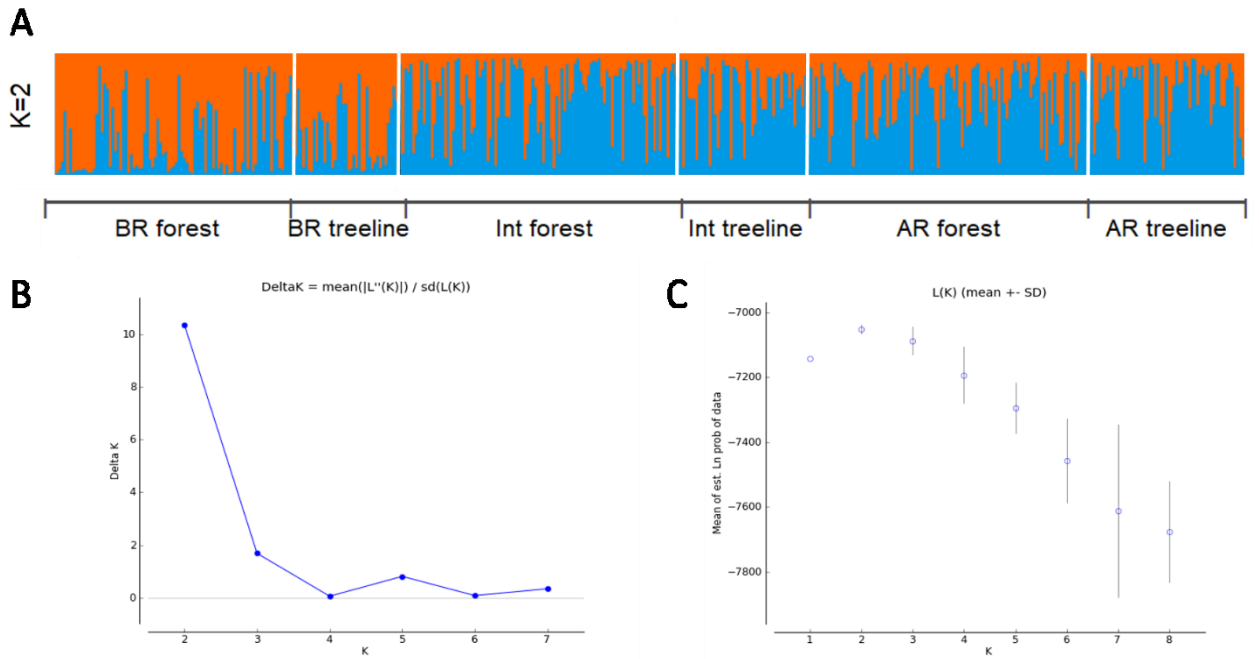 A
K=2
BR forest
BR treeline
Int forest
Int treeline
AR forest
AR treeline
B
DeltaK = mean(|L''(K)|) / sd(L(K))
Delta K
10
8
6
4
2
0
2
3
4
5
6
7
K
C
L(K) (mean +- SD)
Mean of est. Ln prob of data
−7000
−7200
−7400
−7600
−7800
1
2
3
4
5
6
7
8
K